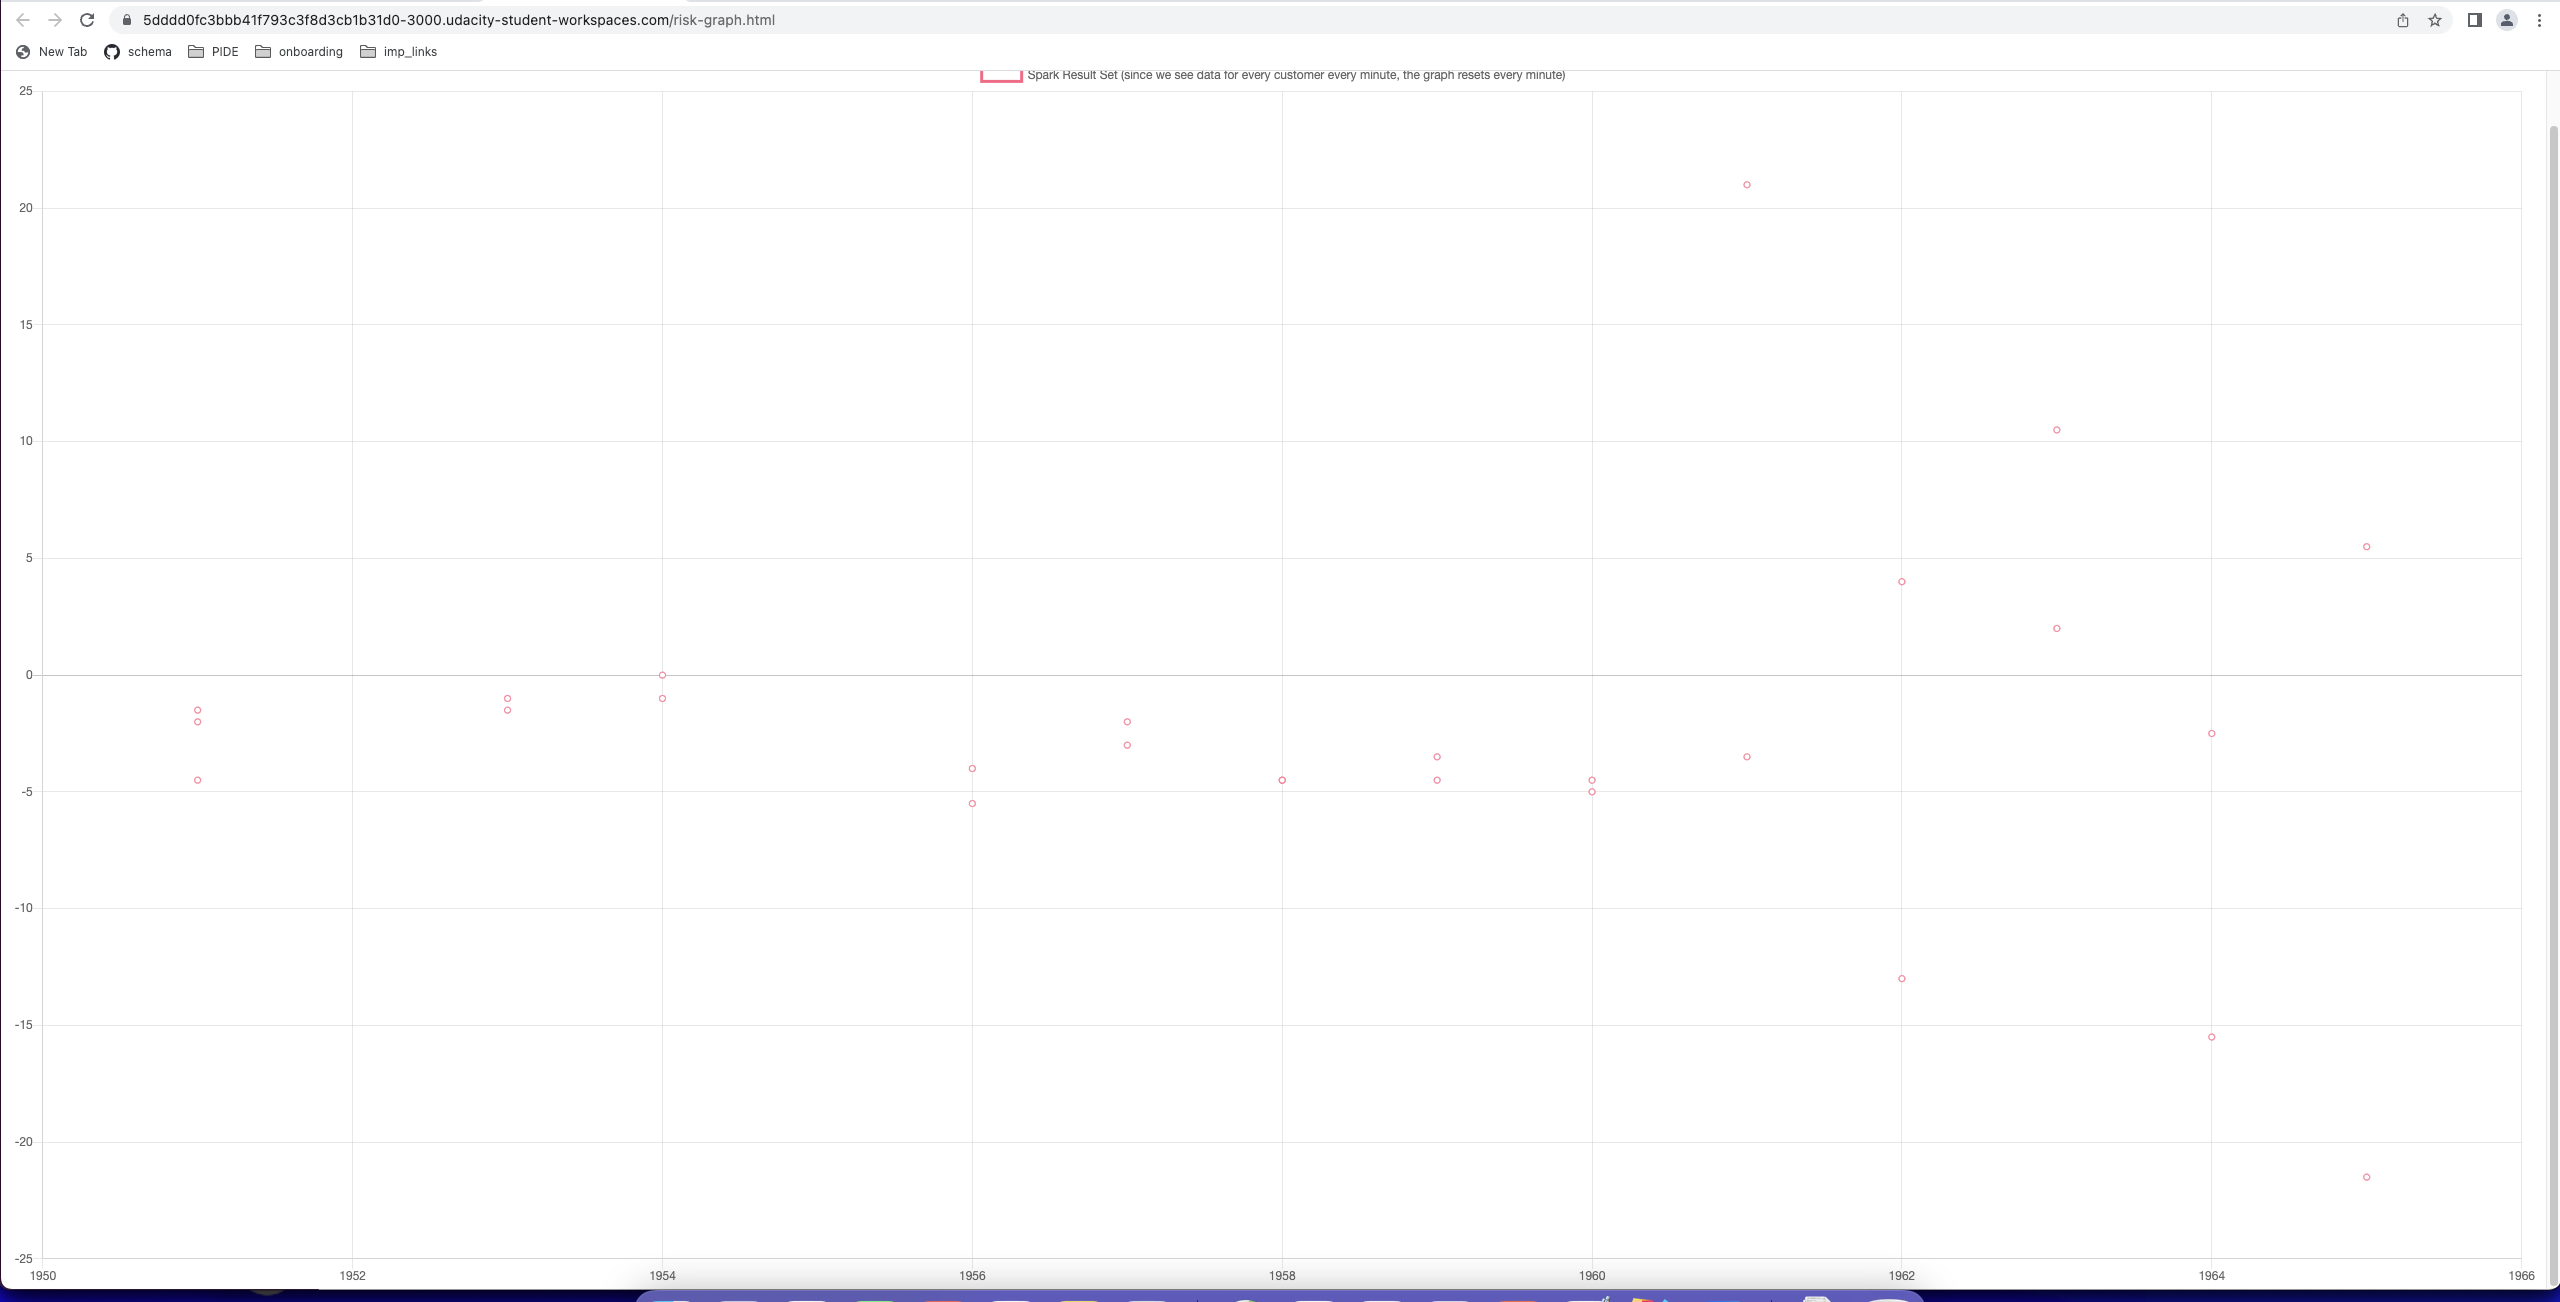 5dddd0fc3bbb41f793c3f8d3cb1b31d0-3000.udacity-student-workspaces.com/risk-graph.html
New Tab schema PIDE onboarding imp_links
Spark Result Set (since we see data for every customer every minute, the graph resets every minute)
25
20
15
10
5
0
-5
-10
-15
-20
-25
1950 1952 1954 1956 1958 1960 1962 1964 1966